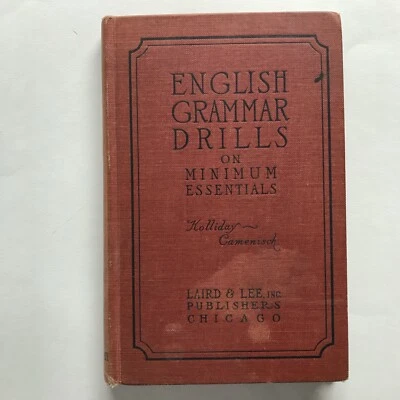 ENGLISH
GRAMMAR
DRILLS
ON
MINIMUM
ESSENTIALS
Holliday~
Camenisch
LAIRD & LEE, INC.
PUBLISHERS
CHICAGO